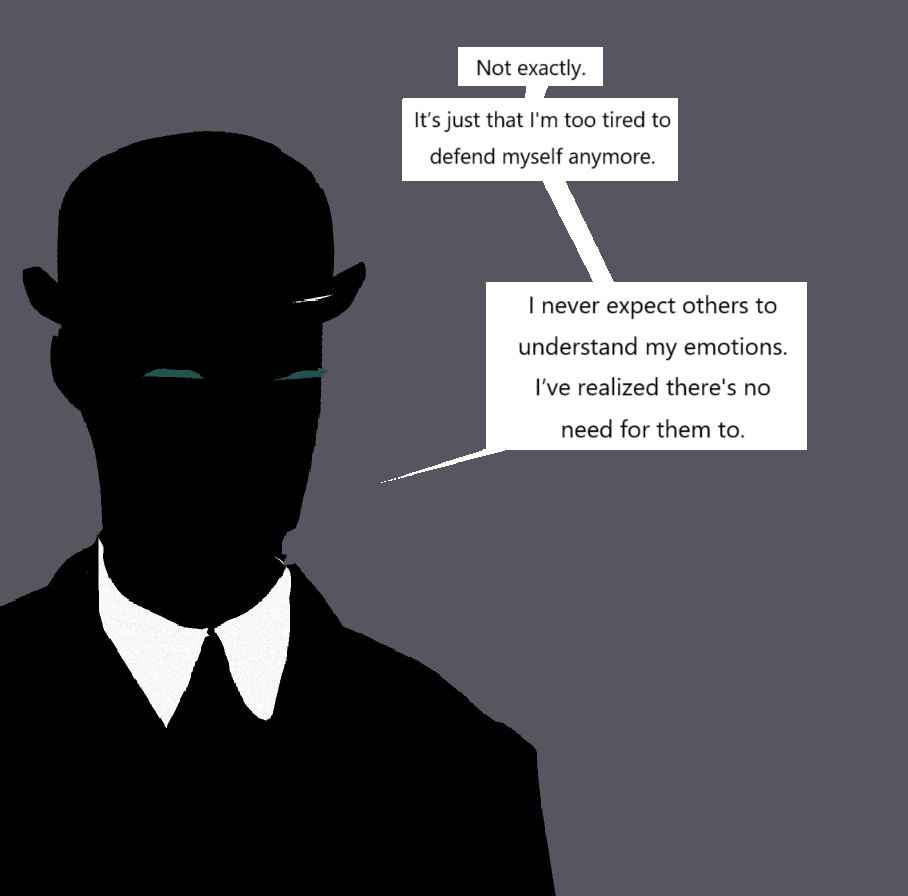 Not exactly.
It’s just that I'm too tired to
defend myself anymore.
I never expect others to
understand my emotions.
I’ve realized there's no
need for them to.